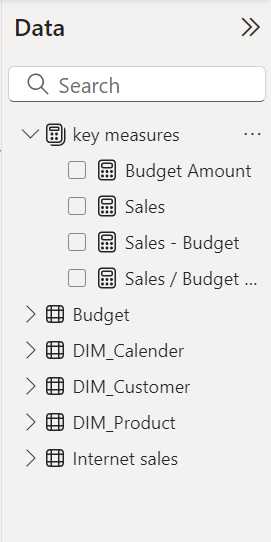 Data
Search
key measures
Budget Amount
Sales
Sales - Budget
Sales / Budget ...
Budget
DIM_Calender
DIM_Customer
DIM_Product
Internet sales